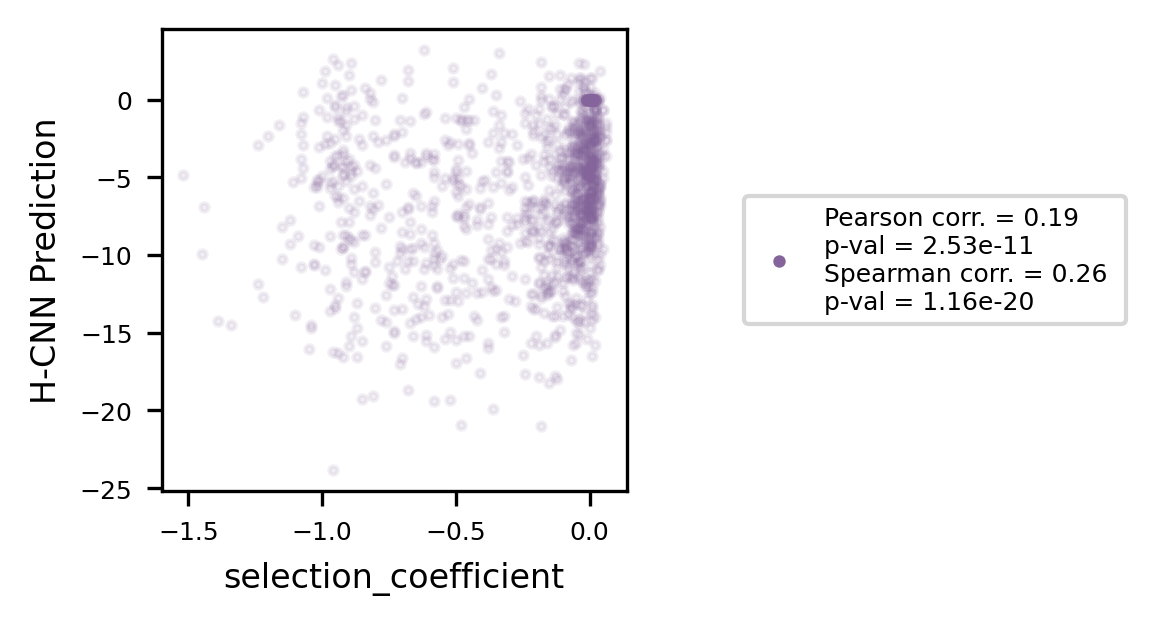 0
−5
−10
−15
−20
−25
H-CNN Prediction
−1.5
−1.0
−0.5
0.0
selection_coefficient
Pearson corr. = 0.19
p-val = 2.53e-11
Spearman corr. = 0.26
p-val = 1.16e-20